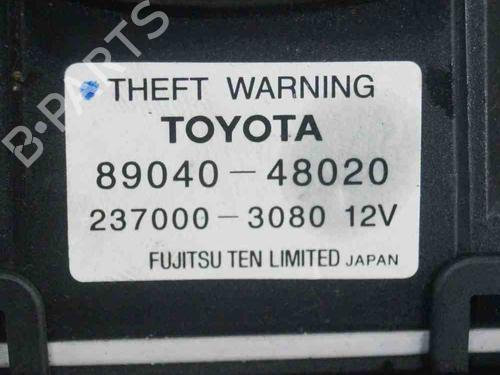 B-PARTS
THEFT WARNING
TOYOTA
89040-48020
237000-3080 12V
FUJITSU TEN LIMITED JAPAN